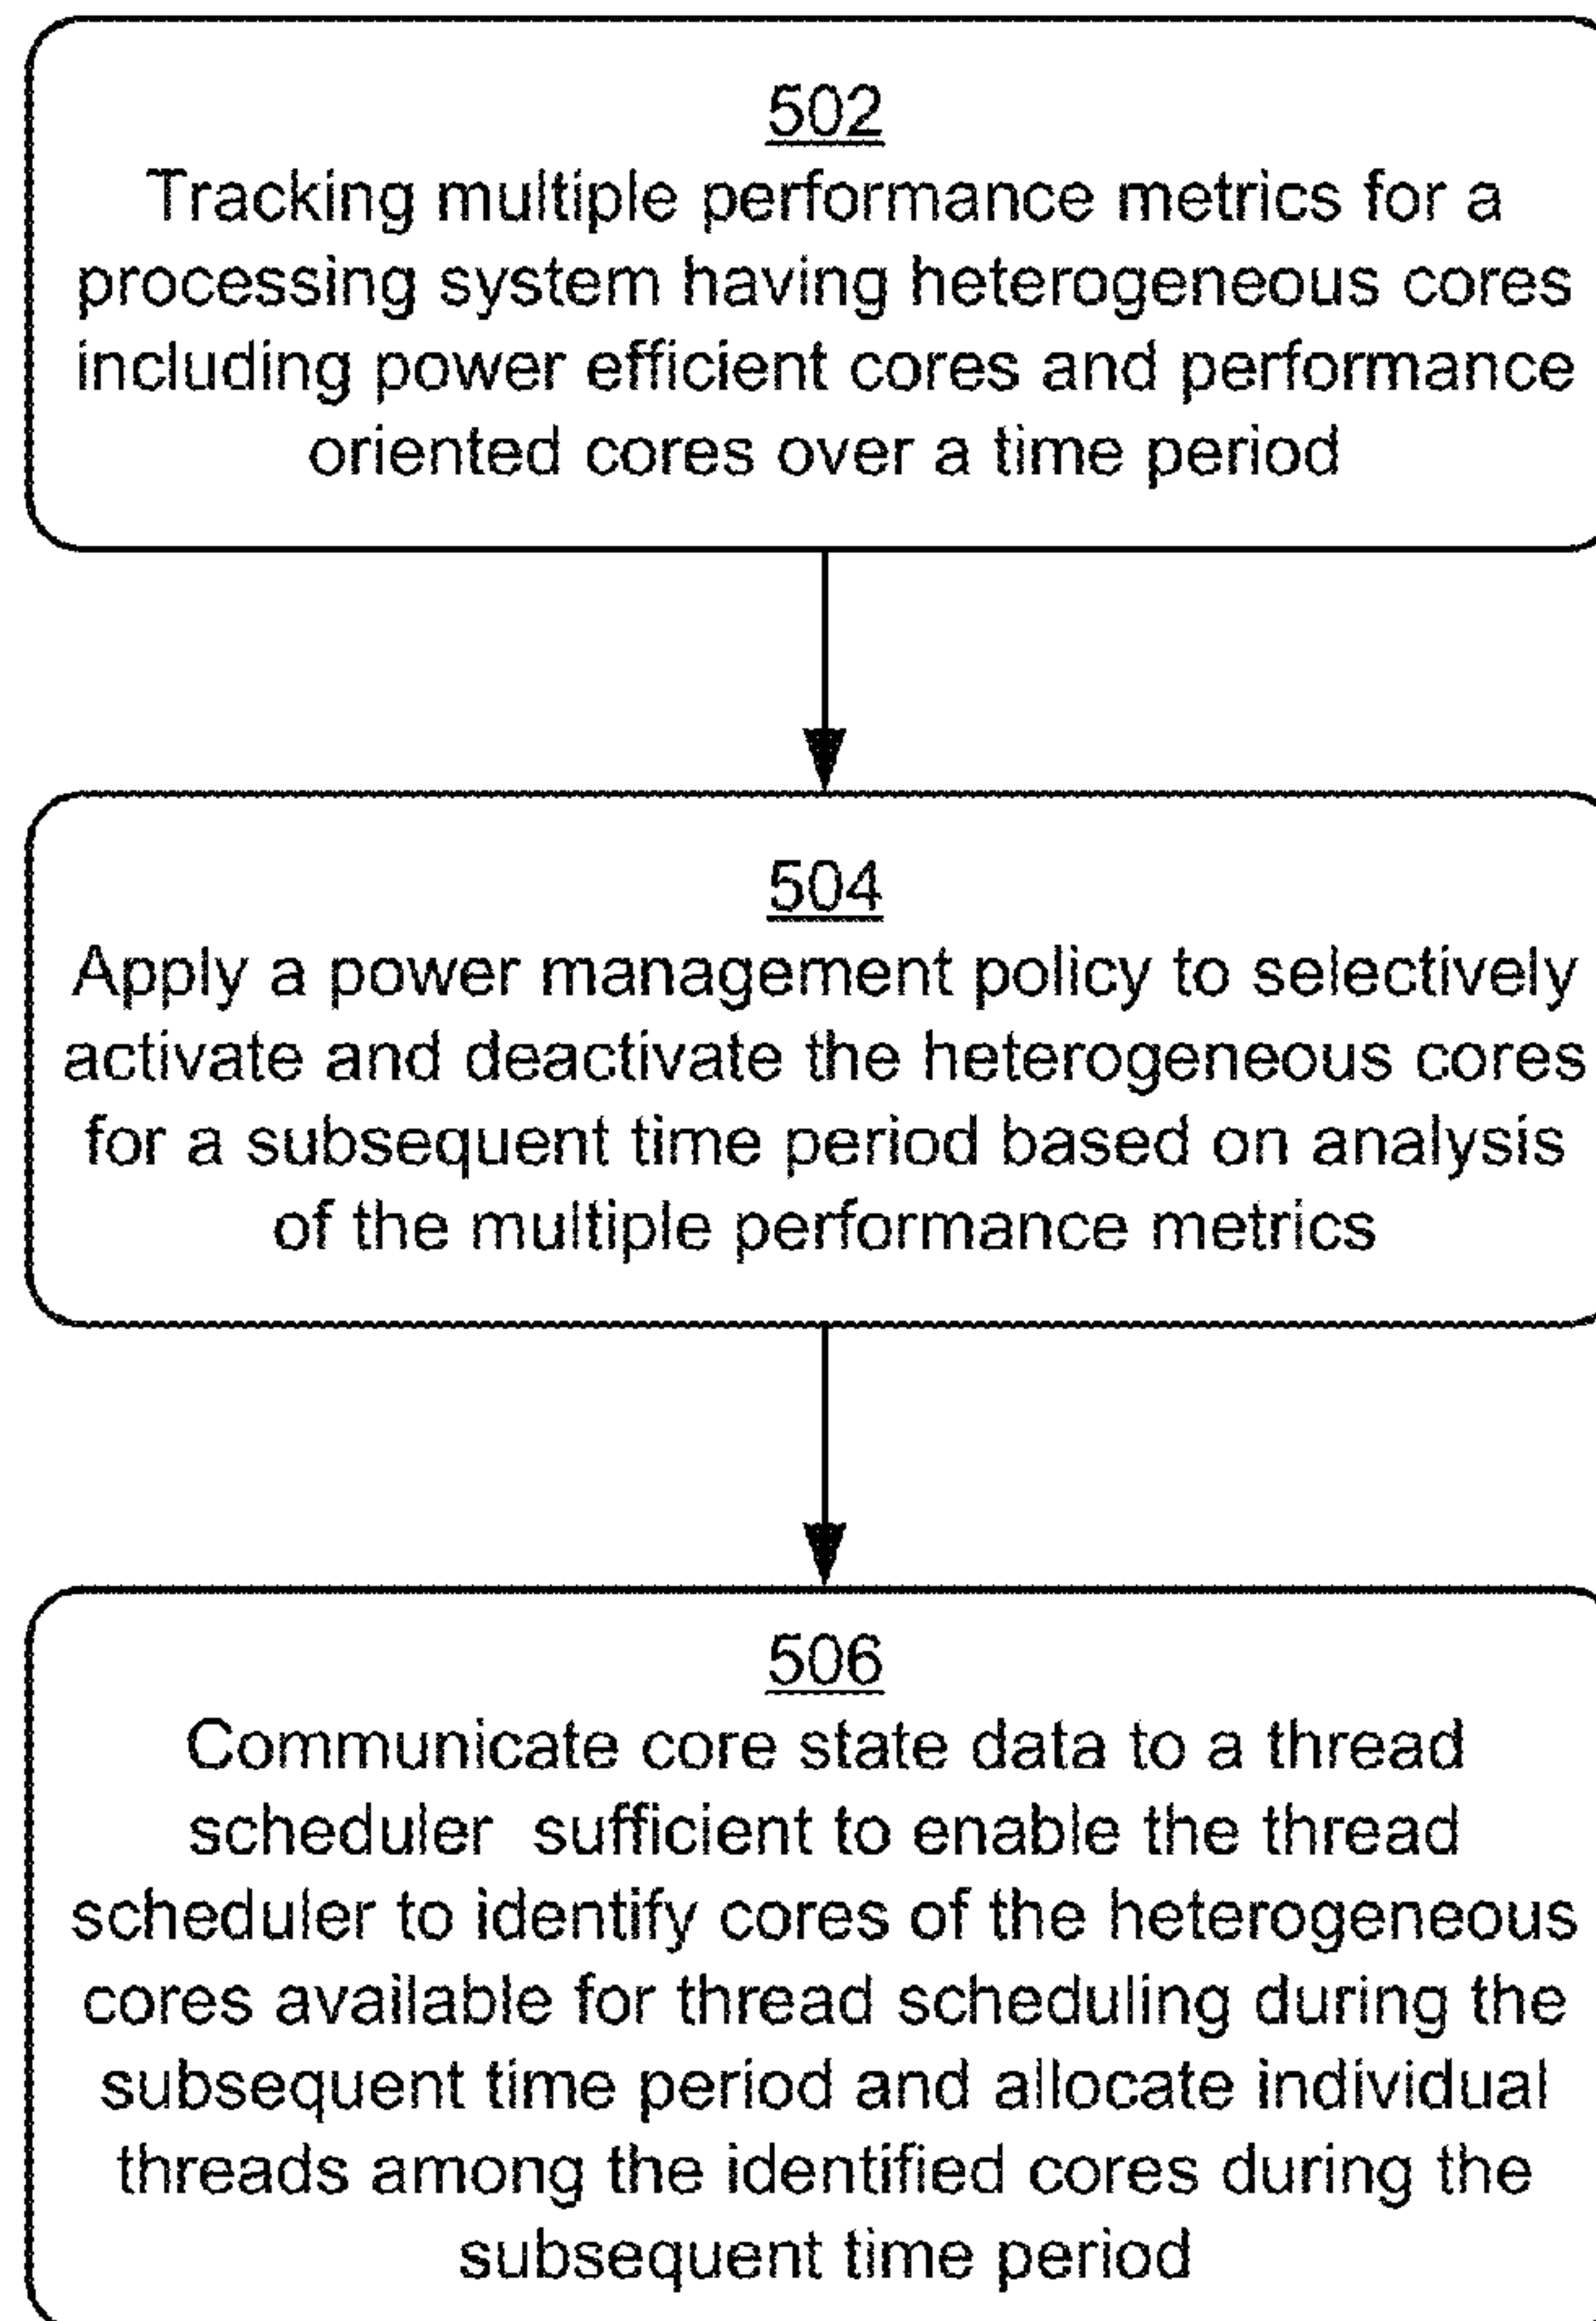 502
Tracking multiple performance metrics for a
processing system having heterogeneous cores
including power efficient cores and performance
oriented cores over a time period
504
Apply a power management policy to selectively
activate and deactivate the heterogeneous cores
for a subsequent time period based on analysis
of the multiple performance metrics
506
Communicate core state data to a thread
scheduler  sufficient to enable the thread
scheduler to identify cores of the heterogeneous
cores available for thread scheduling during the
subsequent time period and allocate individual
threads among the identified cores during the
subsequent time period